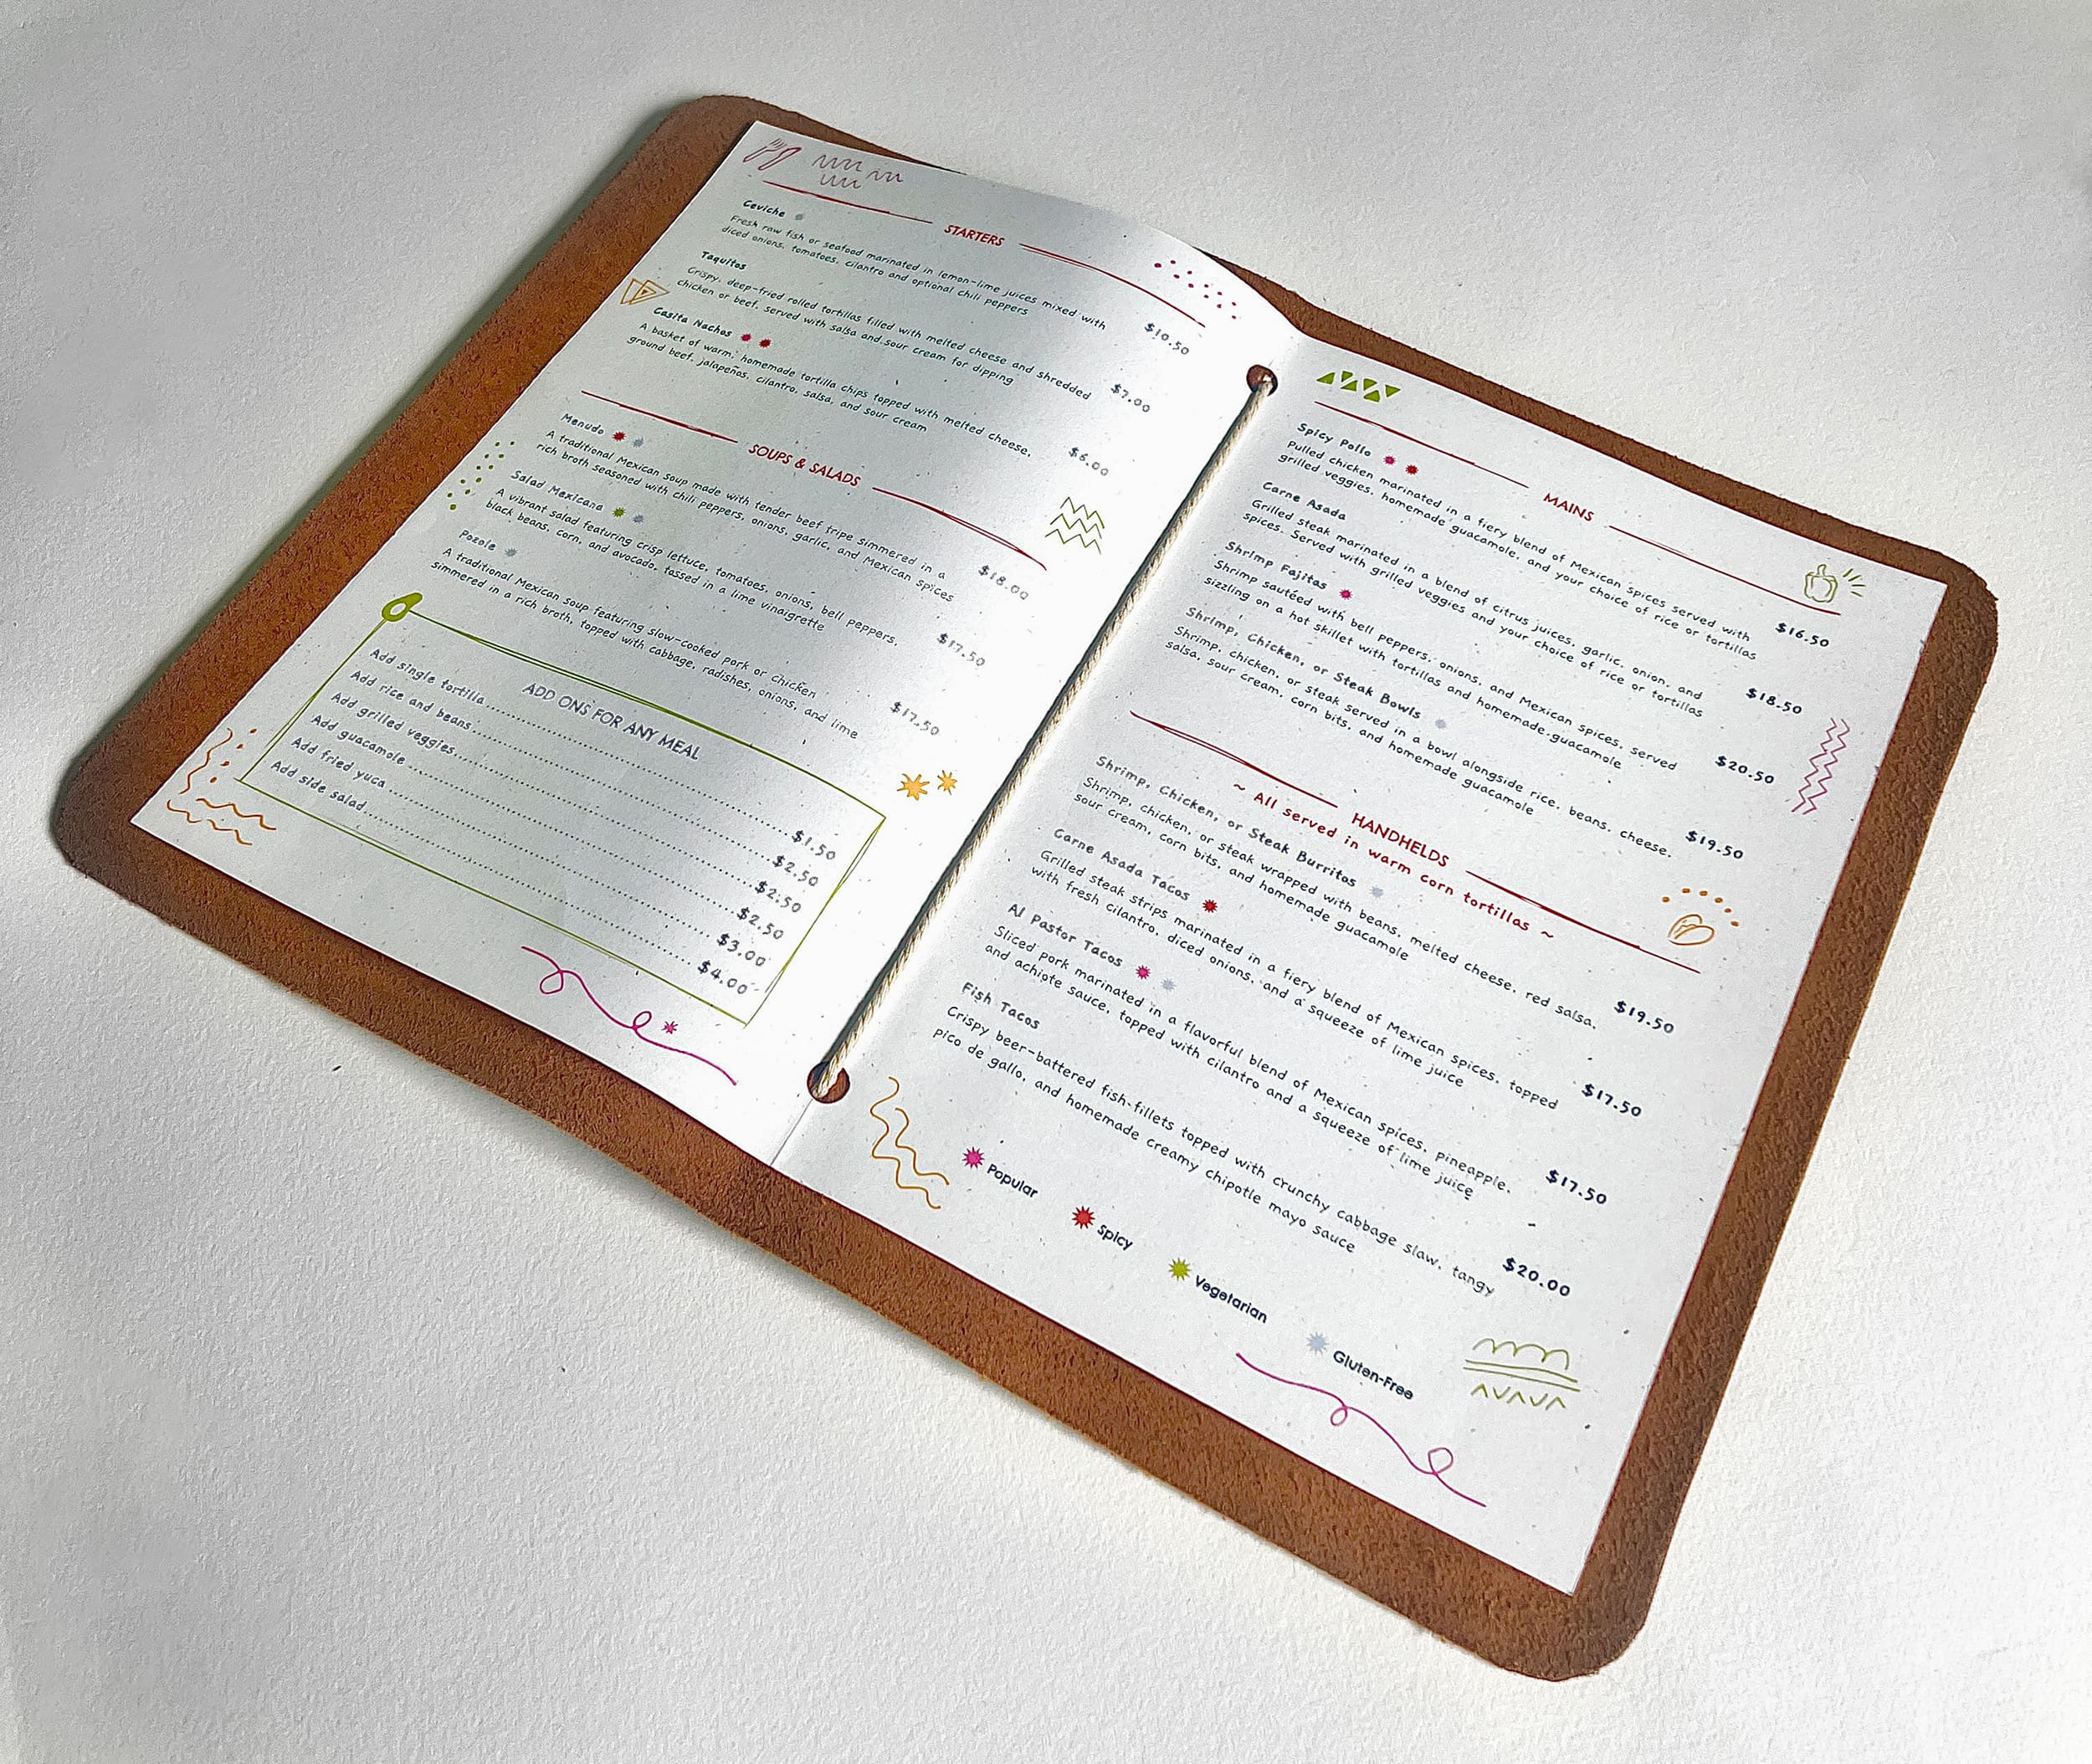 STARTERS
Ceviche
Fresh raw fish or seafood marinated in lemon-lime juices mixed with
diced onions, tomatoes, cilantro and optional chili peppers
$10.50
Taquitos
Crispy, deep-fried rolled tortillas filled with melted cheese and shredded
chicken or beef, served with salsa and sour cream for dipping
$7.00
Casita Nachos
A basket of warm, homemade tortilla chips topped with melted cheese,
ground beef, jalapeños, cilantro, salsa, and sour cream
$6.00
SOUPS & SALADS
Menudo
A traditional Mexican soup made with tender beef tripe simmered in a
rich broth seasoned with chili peppers, onions, garlic, and Mexican spices
$18.00
Salad Mexicana
A vibrant salad featuring crisp lettuce, tomatoes, onions, bell peppers,
black beans, corn, and avocado, tossed in a lime vinaigrette
$17.50
Pozole
A traditional Mexican soup featuring slow-cooked pork or chicken
simmered in a rich broth, topped with cabbage, radishes, onions, and lime
$17.50
ADD ONS FOR ANY MEAL
Add single tortilla $1.50
Add rice and beans $2.50
Add grilled veggies $2.50
Add guacamole $2.50
Add fried yuca $3.00
Add side salad $4.00
MAINS
Spicy Pollo
Pulled chicken marinated in a fiery blend of Mexican spices served with
grilled veggies, homemade guacamole, and your choice of rice or tortillas
$16.50
Carne Asada
Grilled steak marinated in a blend of citrus juices, garlic, onion, and
spices. Served with grilled veggies and your choice of rice or tortillas
$18.50
Shrimp Fajitas
Shrimp sautéed with bell peppers, onions, and Mexican spices, served
sizzling on a hot skillet with tortillas and homemade guacamole
$20.50
Shrimp, Chicken, or Steak Bowls
Shrimp, chicken, or steak served in a bowl alongside rice, beans, cheese,
salsa, sour cream, corn bits, and homemade guacamole
$19.50
HANDHELDS
~ All served in warm corn tortillas ~
Shrimp, Chicken, or Steak Burritos
Shrimp, chicken, or steak wrapped with beans, melted cheese, red salsa,
sour cream, corn bits, and homemade guacamole
$19.50
Carne Asada Tacos
Grilled steak strips marinated in a fiery blend of Mexican spices, topped
with fresh cilantro, diced onions, and a squeeze of lime juice
$17.50
Al Pastor Tacos
Sliced pork marinated in a flavorful blend of Mexican spices, pineapple,
and achiote sauce, topped with cilantro and a squeeze of lime juice
$17.50
Fish Tacos
Crispy beer-battered fish-fillets topped with crunchy cabbage slaw, tangy
pico de gallo, and homemade creamy chipotle mayo sauce
$20.00
Popular
Spicy
Vegetarian
Gluten-Free